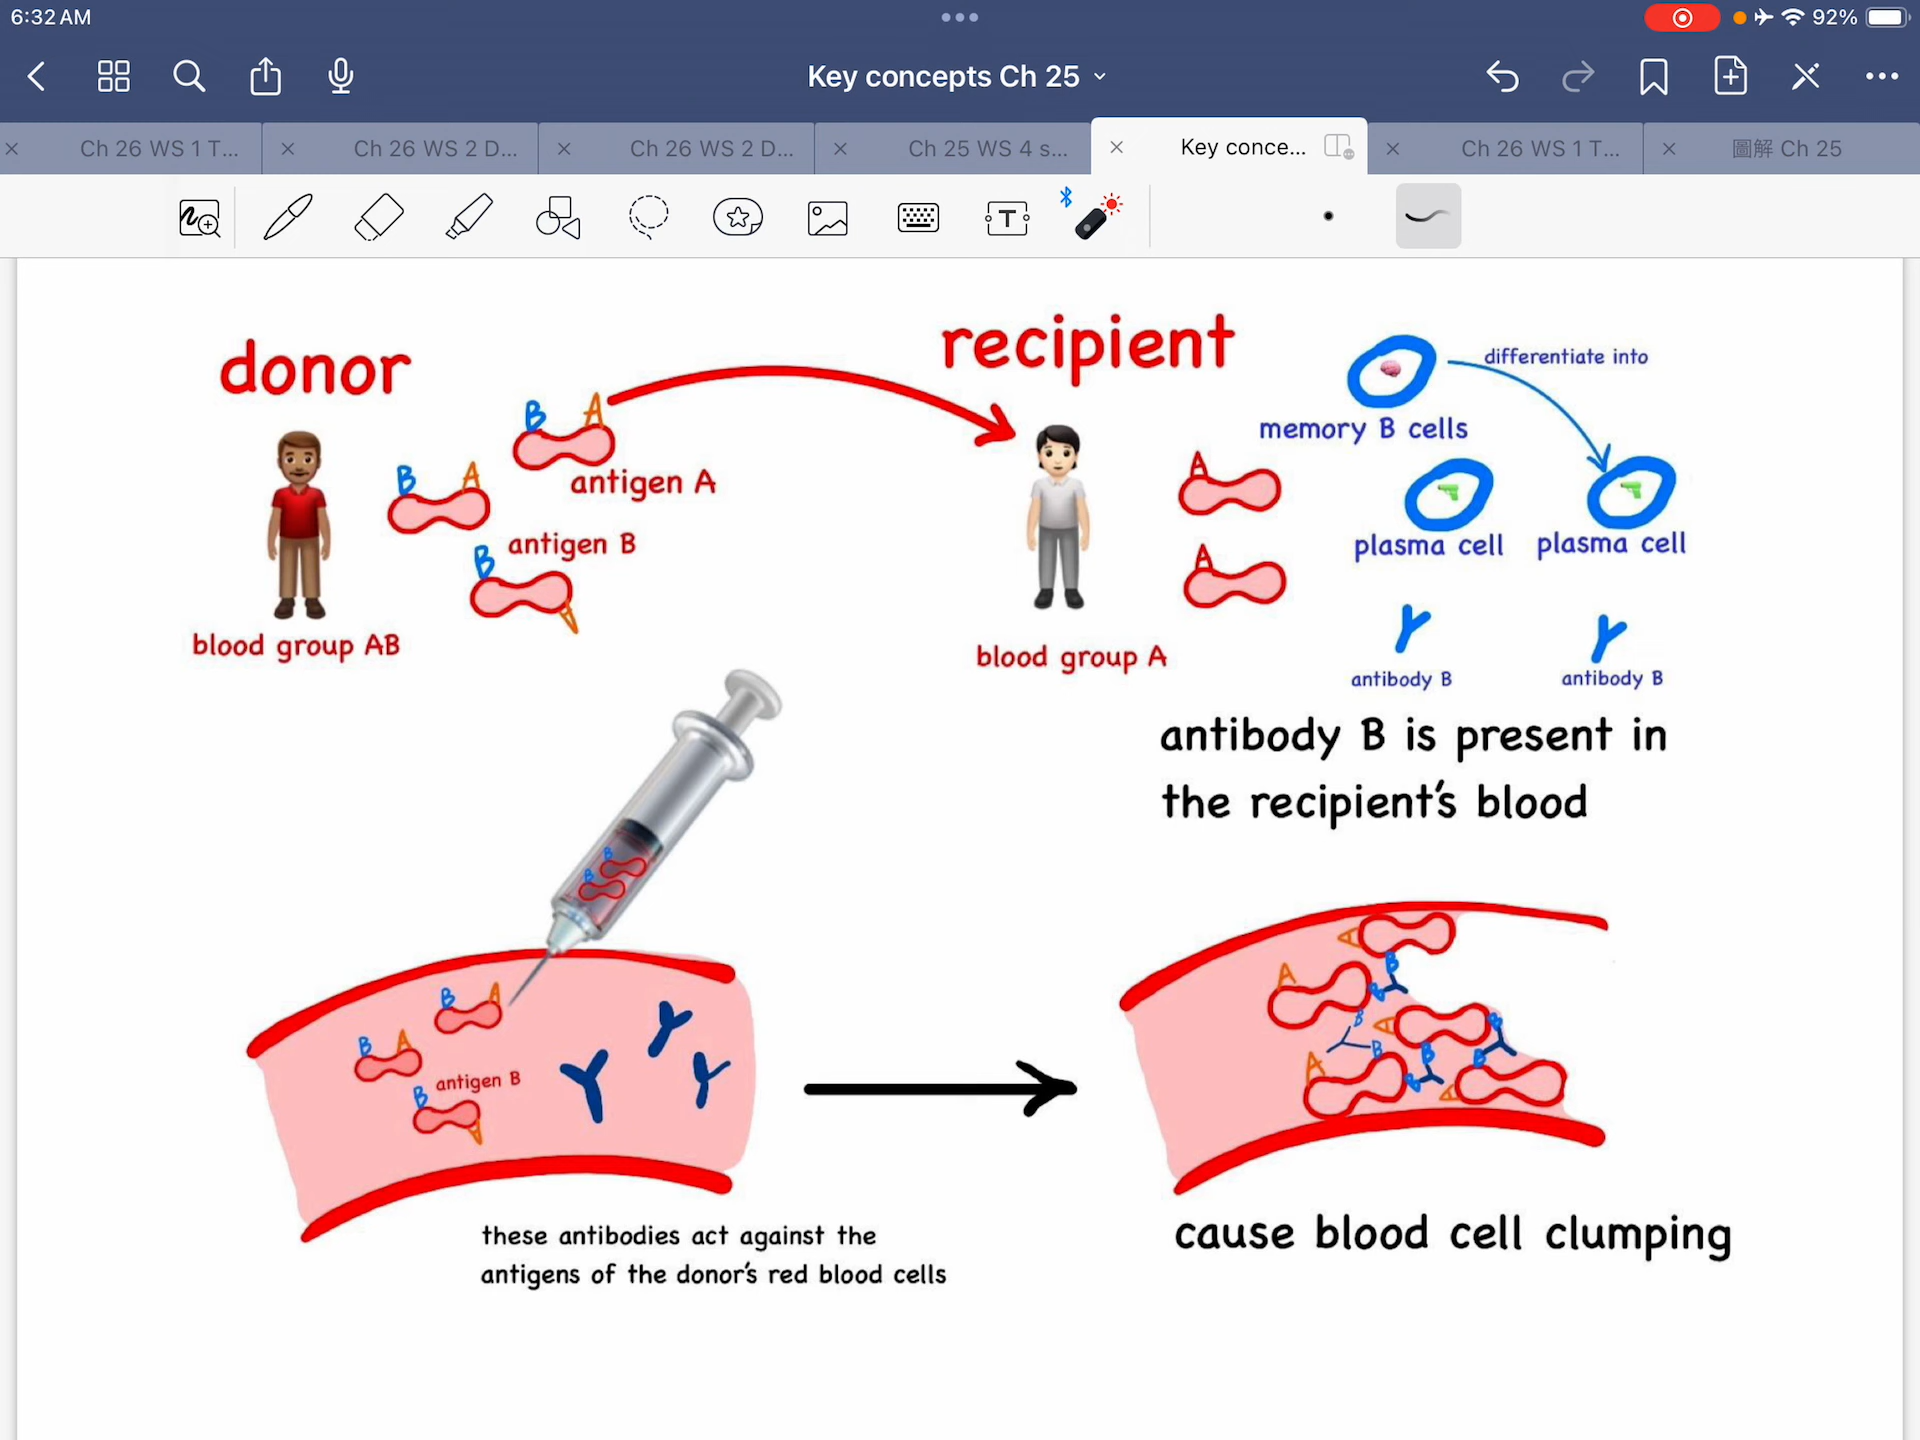 6:32 AM
92%
Key concepts Ch 25
Ch 26 WS 1 T...
Ch 26 WS 2 D...
Ch 26 WS 2 D...
Ch 25 WS 4 s...
Key conce...
Ch 26 WS 1 T...
圖解 Ch 25
T
donor
recipient
differentiate into
B A
antigen A
memory B cells
B A
antigen B
A
B
plasma cell
plasma cell
A
blood group AB
blood group A
antibody B
antibody B
antibody B is present in
the recipient's blood
B
B
B A
B A
antigen B
B
A
B
A
B
B
B
B
B
B
A
B
these antibodies act against the
antigens of the donor's red blood cells
cause blood cell clumping